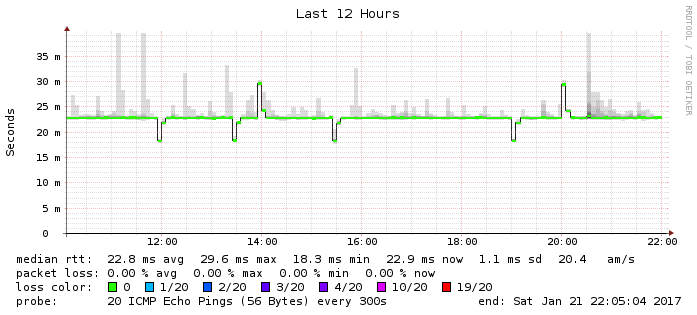 Last 12 Hours
RRDTOOL / TOBI OETIKER
Seconds
35 m
30 m
25 m
20 m
15 m
10 m
5 m
0
12:00 14:00 16:00 18:00 20:00 22:00
median rtt: 22.8 ms avg 29.6 ms max 18.3 ms min 22.9 ms now 1.1 ms sd 20.4 am/s
packet loss: 0.00 % avg 0.00 % max 0.00 % min 0.00 % now
loss color: 0 1/20 2/20 3/20 4/20 10/20 19/20
probe: 20 ICMP Echo Pings (56 Bytes) every 300s end: Sat Jan 21 22:05:04 2017